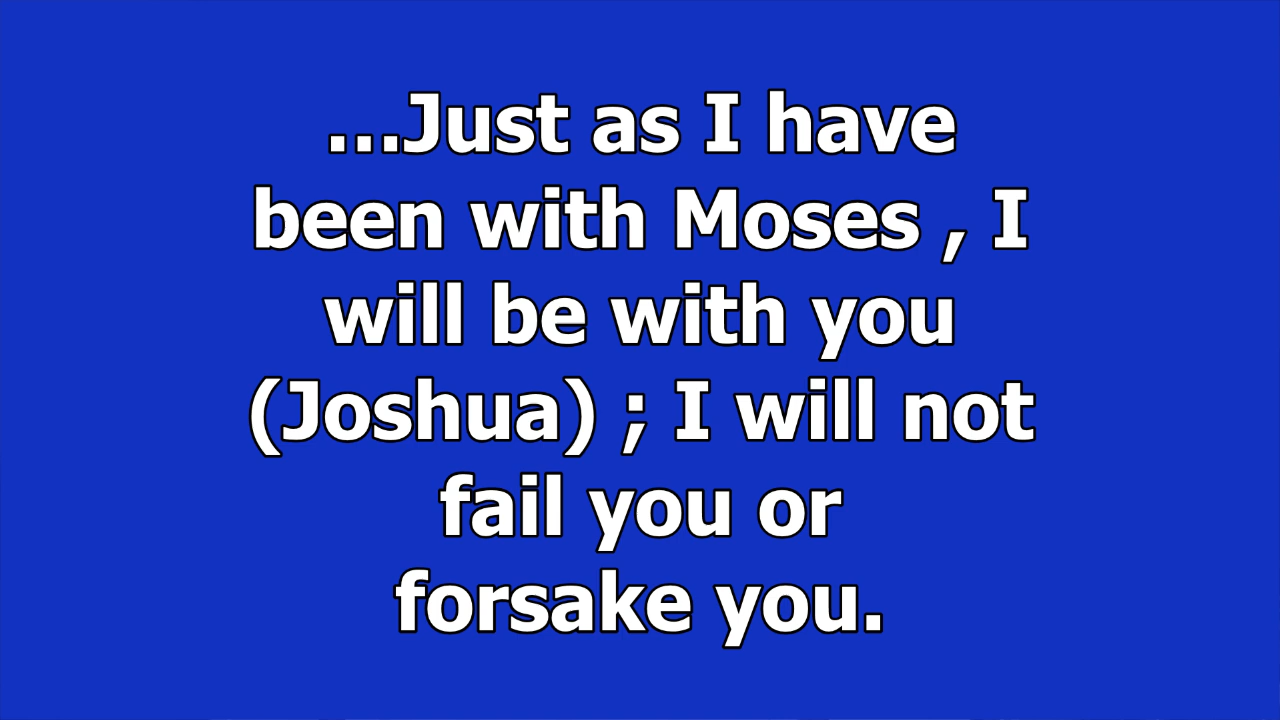 ...Just as I have
been with Moses , I
will be with you
(Joshua) ; I will not
fail you or
forsake you.